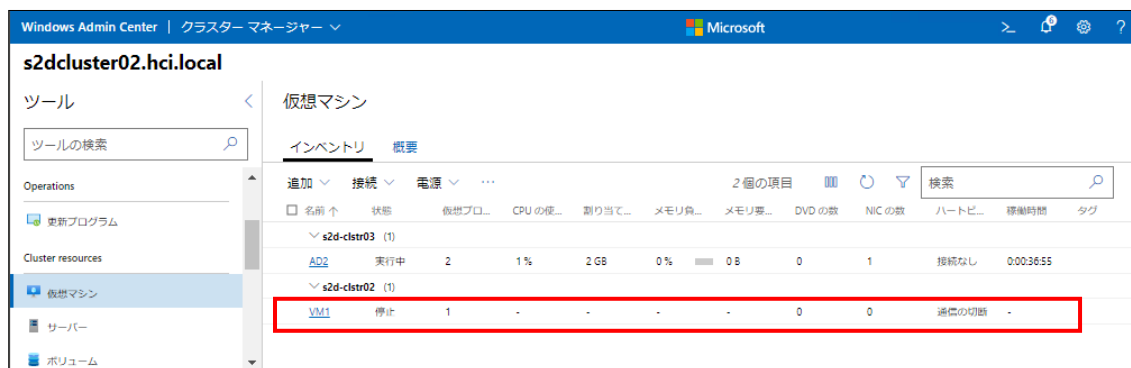 Windows Admin Center | クラスター マネージャー
Microsoft
6
?
s2dcluster02.hci.local
ツール
ツールの検索
Operations
更新プログラム
Cluster resources
仮想マシン
サーバー
ボリューム
仮想マシン
インベントリ 概要
追加 接続 電源 ... 2 個の項目 検索
名前 状態 仮想プロ... CPU の使... 割り当て... メモリ負... メモリ要... DVD の数 NIC の数 ハートビ... 稼働時間 タグ
s2d-clstr03 (1)
AD2 実行中 2 1 % 2 GB 0 % 0 B 0 1 接続なし 0:00:36:55
s2d-clstr02 (1)
VM1 停止 1 - - - - 0 0 通信の切断 -